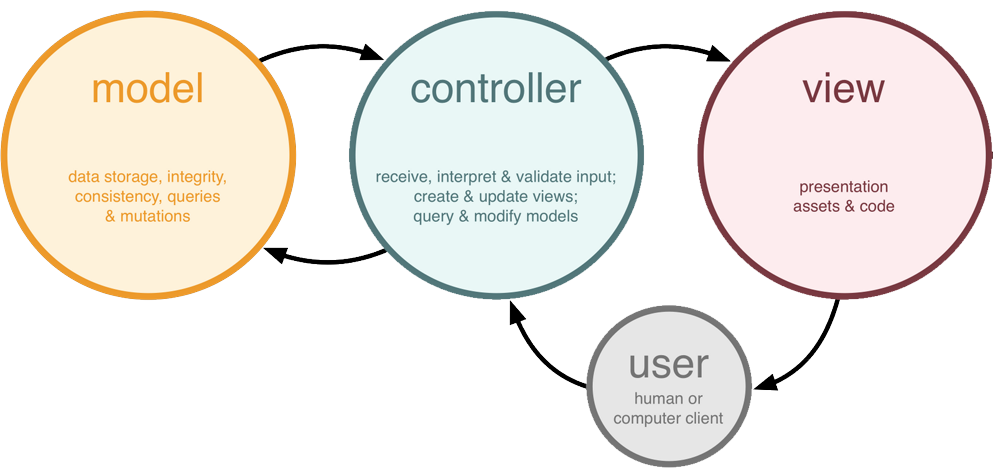 model
data storage, integrity,
consistency, queries
& mutations
controller
receive, interpret & validate input;
create & update views;
query & modify models
view
presentation
assets & code
user
human or
computer client